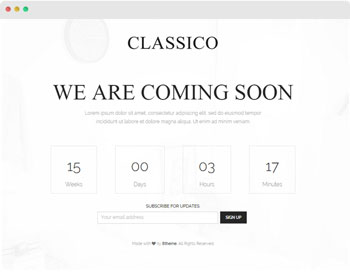 CLASSICO
WE ARE COMING SOON
Lorem ipsum dolor sit amet, consectetur adipiscing elit, sed do eiusmod tempor
incididunt ut labore et dolore magna aliqua. Ut enim ad minim veniam.
15 00 03 17
Weeks Days Hours Minutes
SUBSCRIBE FOR UPDATES
Your email address SIGN UP
Made with ❤ by 8theme. All Rights Reserved.